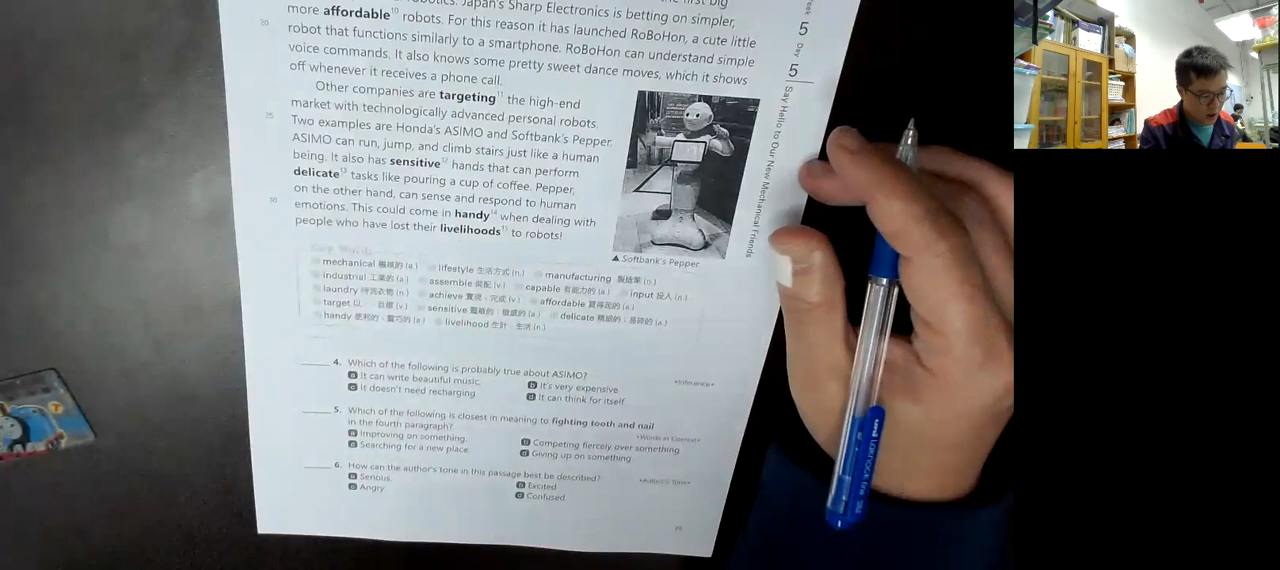 more affordable¹⁰ robots. For this reason it has launched RoBoHon, a cute little
20 robot that functions similarly to a smartphone. RoBoHon can understand simple
voice commands. It also knows some pretty sweet dance moves, which it shows
off whenever it receives a phone call.
Other companies are targeting¹¹ the high-end
market with technologically advanced personal robots.
25 Two examples are Honda's ASIMO and Softbank's Pepper.
ASIMO can run, jump, and climb stairs just like a human
being. It also has sensitive¹² hands that can perform
delicate¹³ tasks like pouring a cup of coffee. Pepper,
on the other hand, can sense and respond to human
30 emotions. This could come in handy¹⁴ when dealing with
people who have lost their livelihoods¹⁵ to robots!
▲ Softbank's Pepper
5 Day 5 Say Hello to Our New Mechanical Friends
mechanical 機械的 (a.) lifestyle 生活方式 (n.) manufacturing 製造業 (n.)
industrial 工業的 (a.) assemble 裝配 (v.) capable 有能力的 (a.) input 投入 (n.)
laundry 待洗衣物 (n.) achieve 實現，完成 (v.) affordable 買得起的 (a.)
target 以…目標 (v.) sensitive 靈敏的，敏感的 (a.) delicate 精細的，易碎的 (a.)
handy 便利的，靈巧的 (a.) livelihood 生計，生活 (n.)
4. Which of the following is probably true about ASIMO? •Inference•
a It can write beautiful music. b It's very expensive.
c It doesn't need recharging. d It can think for itself.
5. Which of the following is closest in meaning to fighting tooth and nail
in the fourth paragraph? •Words in Context•
a Improving on something. b Competing fiercely over something.
c Searching for a new place. d Giving up on something.
6. How can the author's tone in this passage best be described? •Author's Tone•
a Serious. b Excited.
c Angry. d Confused.
uni